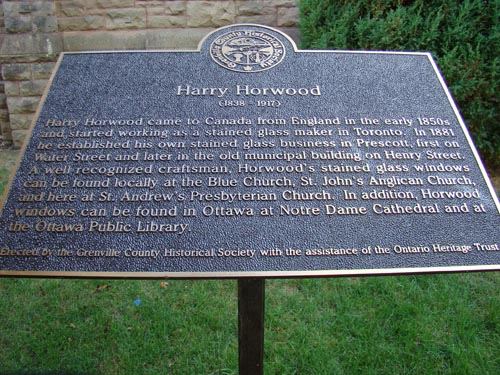 Grenville County Historical Society
Harry Horwood
(1838 - 1917)
Harry Horwood came to Canada from England in the early 1850s
and started working as a stained glass maker in Toronto. In 1881
he established his own stained glass business in Prescott, first on
Water Street and later in the old municipal building on Henry Street.
A well recognized craftsman, Horwood's stained glass windows
can be found locally at the Blue Church, St. John's Anglican Church,
and here at St. Andrew's Presbyterian Church. In addition, Horwood
windows can be found in Ottawa at Notre Dame Cathedral and at
the Ottawa Public Library.
Erected by the Grenville County Historical Society with the assistance of the Ontario Heritage Trust